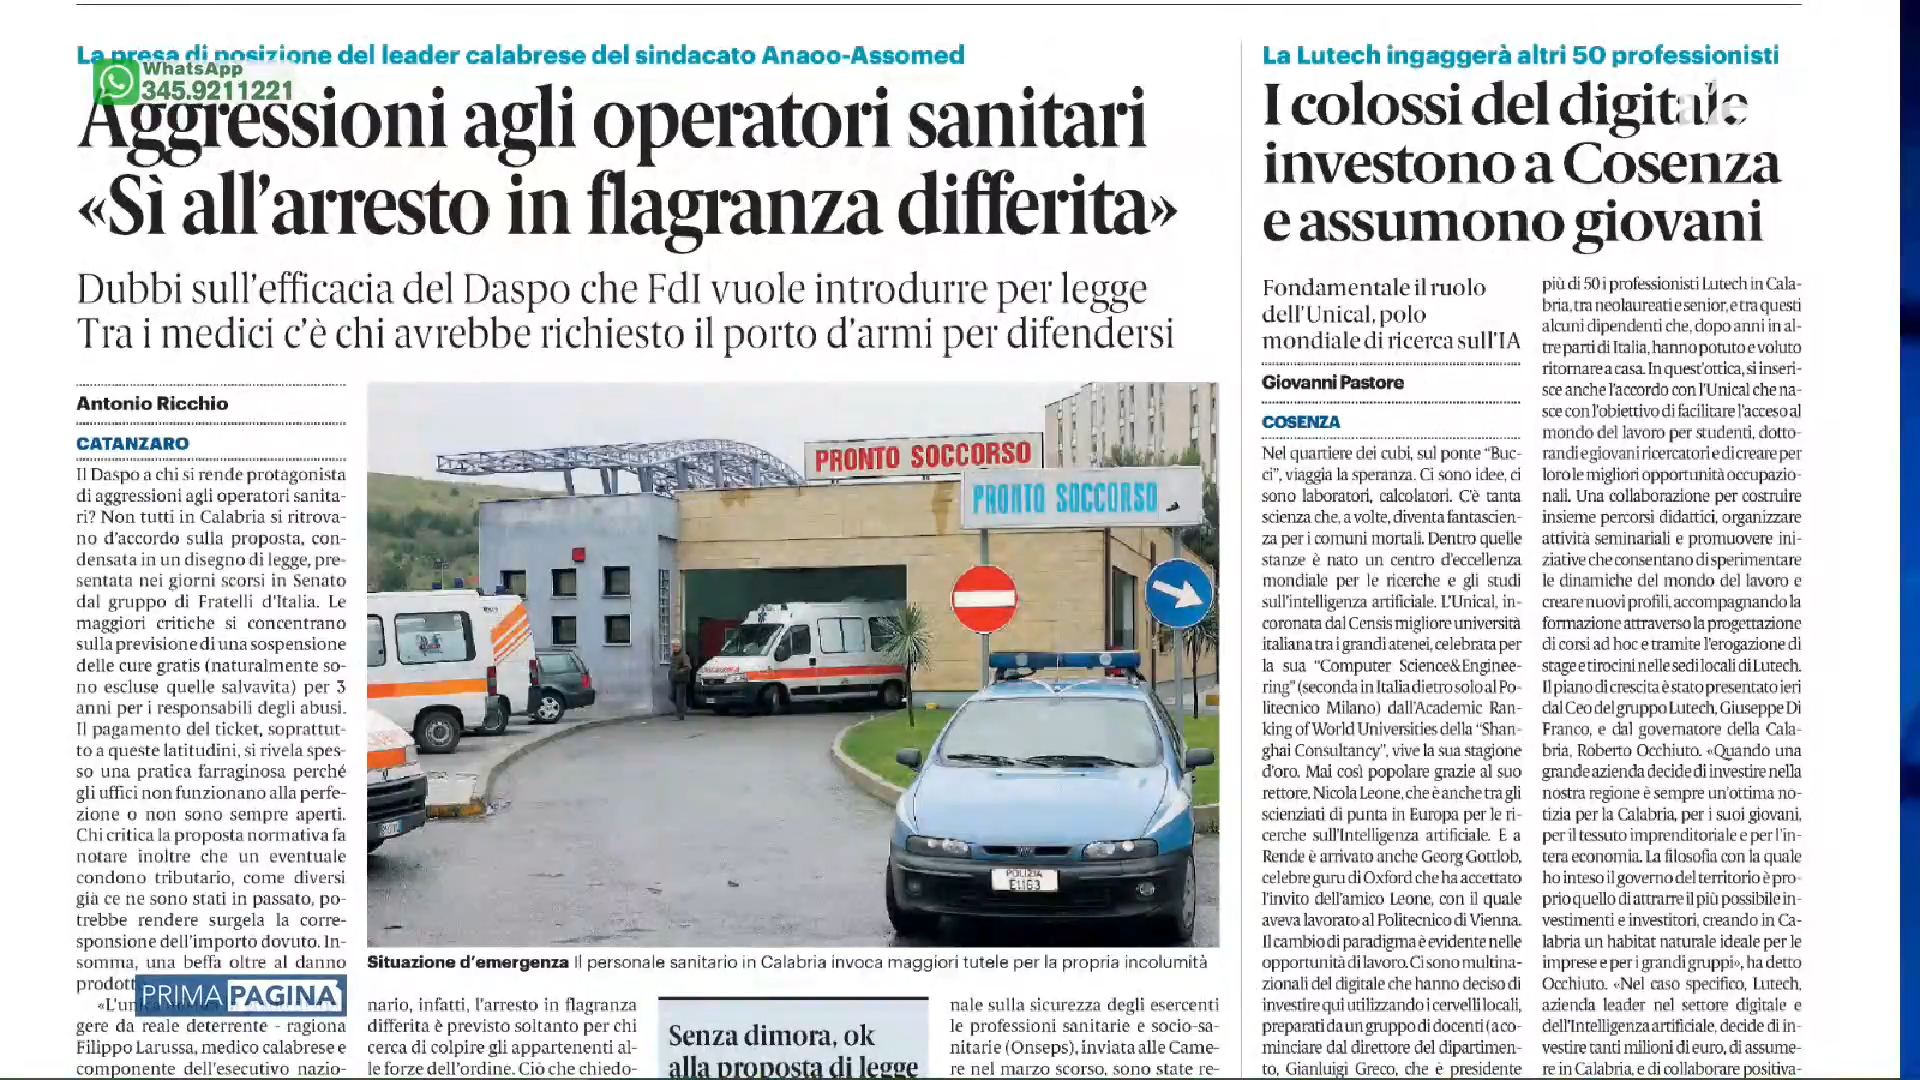 La presa di posizione del leader calabrese del sindacato Anaoo-Assomed
WhatsApp
345.9211221
Aggressioni agli operatori sanitari
«Sì all'arresto in flagranza differita»
Dubbi sull'efficacia del Daspo che FdI vuole introdurre per legge
Tra i medici c'è chi avrebbe richiesto il porto d'armi per difendersi
Antonio Ricchio
CATANZARO
Il Daspo a chi si rende protagonista
di aggressioni agli operatori sanita-
ri? Non tutti in Calabria si ritrova-
no d'accordo sulla proposta, con-
densata in un disegno di legge, pre-
sentata nei giorni scorsi in Senato
dal gruppo di Fratelli d'Italia. Le
maggiori critiche si concentrano
sulla previsione di una sospensione
delle cure gratis (naturalmente so-
no escluse quelle salvavita) per 3
anni per i responsabili degli abusi.
Il pagamento del ticket, soprattut-
to a queste latitudini, si rivela spes-
so una pratica farraginosa perché
gli uffici non funzionano alla perfe-
zione o non sono sempre aperti.
Chi critica la proposta normativa fa
notare inoltre che un eventuale
condono tributario, come diversi
già ce ne sono stati in passato, po-
trebbe rendere surgela la corre-
sponsione dell'importo dovuto. In-
somma, una beffa oltre al danno
prodott
«L'un
gere da reale deterrente - ragiona
Filippo Larussa, medico calabrese e
componente dell'esecutivo nazio-
PRIMA PAGINA
PRONTO SOCCORSO
PRONTO SOCCORSO
POLIZIA
E1163
Situazione d'emergenza Il personale sanitario in Calabria invoca maggiori tutele per la propria incolumità
nario, infatti, l'arresto in flagranza
differita è previsto soltanto per chi
cerca di colpire gli appartenenti al-
le forze dell'ordine. Ciò che chiedo-
Senza dimora, ok
alla proposta di legge
nale sulla sicurezza degli esercenti
le professioni sanitarie e socio-sa-
nitarie (Onseps), inviata alle Came-
re nel marzo scorso, sono state re-
La Lutech ingaggerà altri 50 professionisti
I colossi del digitale
investono a Cosenza
e assumono giovani
Fondamentale il ruolo
dell'Unical, polo
mondiale di ricerca sull'IA
Giovanni Pastore
COSENZA
Nel quartiere dei cubi, sul ponte "Buc-
ci", viaggia la speranza. Ci sono idee, ci
sono laboratori, calcolatori. C'è tanta
scienza che, a volte, diventa fantascien-
za per i comuni mortali. Dentro quelle
stanze è nato un centro d'eccellenza
mondiale per le ricerche e gli studi
sull'intelligenza artificiale. L'Unical, in-
coronata dal Censis migliore università
italiana tra i grandi atenei, celebrata per
la sua "Computer Science&Enginee-
ring" (seconda in Italia dietro solo al Po-
litecnico Milano) dall'Academic Ran-
king of World Universities della "Shan-
ghai Consultancy", vive la sua stagione
d'oro. Mai così popolare grazie al suo
rettore, Nicola Leone, che è anche tra gli
scienziati di punta in Europa per le ri-
cerche sull'Intelligenza artificiale. E a
Rende è arrivato anche Georg Gottlob,
celebre guru di Oxford che ha accettato
l'invito dell'amico Leone, con il quale
aveva lavorato al Politecnico di Vienna.
Il cambio di paradigma è evidente nelle
opportunità di lavoro. Ci sono multina-
zionali del digitale che hanno deciso di
investire qui utilizzando i cervelli locali,
preparati da un gruppo di docenti (aco-
minciare dal direttore del dipartimen-
to, Gianluigi Greco, che è presidente
più di 50 i professionisti Lutech in Cala-
bria, tra neolaureati e senior, e tra questi
alcuni dipendenti che, dopo anni in al-
tre parti di Italia, hanno potuto e voluto
ritornare a casa. In quest'ottica, si inseri-
sce anche l'accordo con l'Unical che na-
sce con l'obiettivo di facilitare l'accesso al
mondo del lavoro per studenti, dotto-
randi e giovani ricercatori e di creare per
loro le migliori opportunità occupazio-
nali. Una collaborazione per costruire
insieme percorsi didattici, organizzare
attività seminariali e promuovere ini-
ziative che consentano di sperimentare
le dinamiche del mondo del lavoro e
creare nuovi profili, accompagnando la
formazione attraverso la progettazione
di corsi ad hoc e tramite l'erogazione di
stage e tirocini nelle sedi locali di Lutech.
Il piano di crescita è stato presentato ieri
dal Ceo del gruppo Lutech, Giuseppe Di
Franco, e dal governatore della Cala-
bria, Roberto Occhiuto. «Quando una
grande azienda decide di investire nella
nostra regione è sempre un'ottima no-
tizia per la Calabria, per i suoi giovani,
per il tessuto imprenditoriale e per l'in-
tera economia. La filosofia con la quale
ho inteso il governo del territorio è pro-
prio quello di attrarre il più possibile in-
vestimenti e investitori, creando in Ca-
labria un habitat naturale ideale per le
imprese e per i grandi gruppi», ha detto
Occhiuto. «Nel caso specifico, Lutech,
azienda leader nel settore digitale e
dell'Intelligenza artificiale, decide di in-
vestire tanti milioni di euro, di assume-
re in Calabria, e di collaborare positiva-